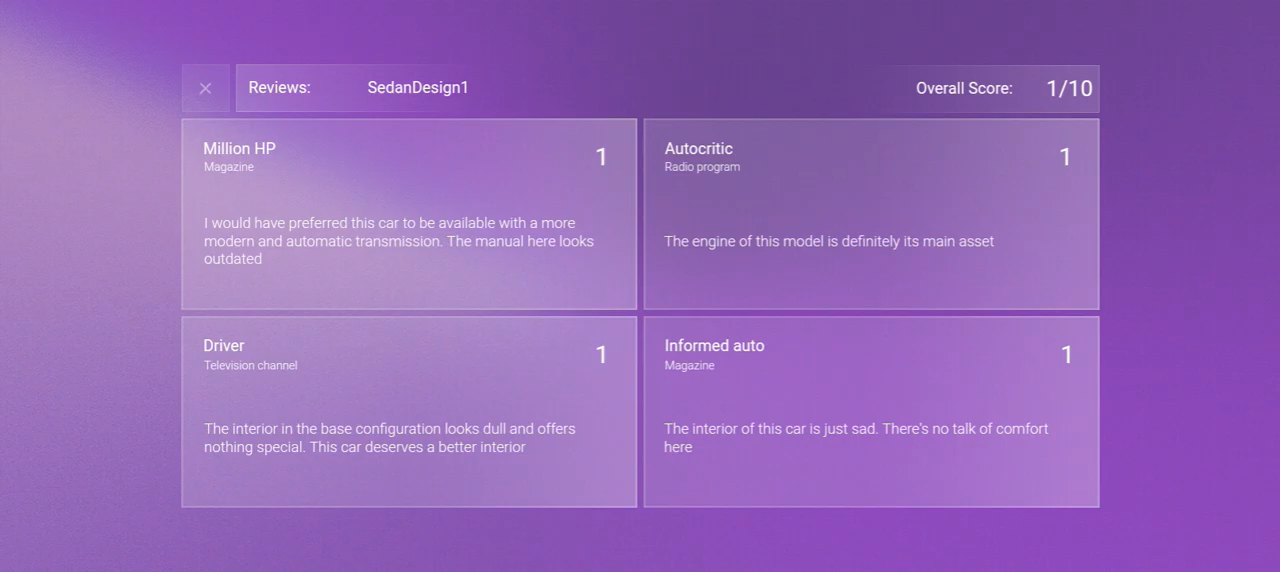 Reviews: SedanDesign1 Overall Score: 1/10
Million HP 1
Magazine
I would have preferred this car to be available with a more
modern and automatic transmission. The manual here looks
outdated
Autocritic 1
Radio program
The engine of this model is definitely its main asset
Driver 1
Television channel
The interior in the base configuration looks dull and offers
nothing special. This car deserves a better interior
Informed auto 1
Magazine
The interior of this car is just sad. There's no talk of comfort
here